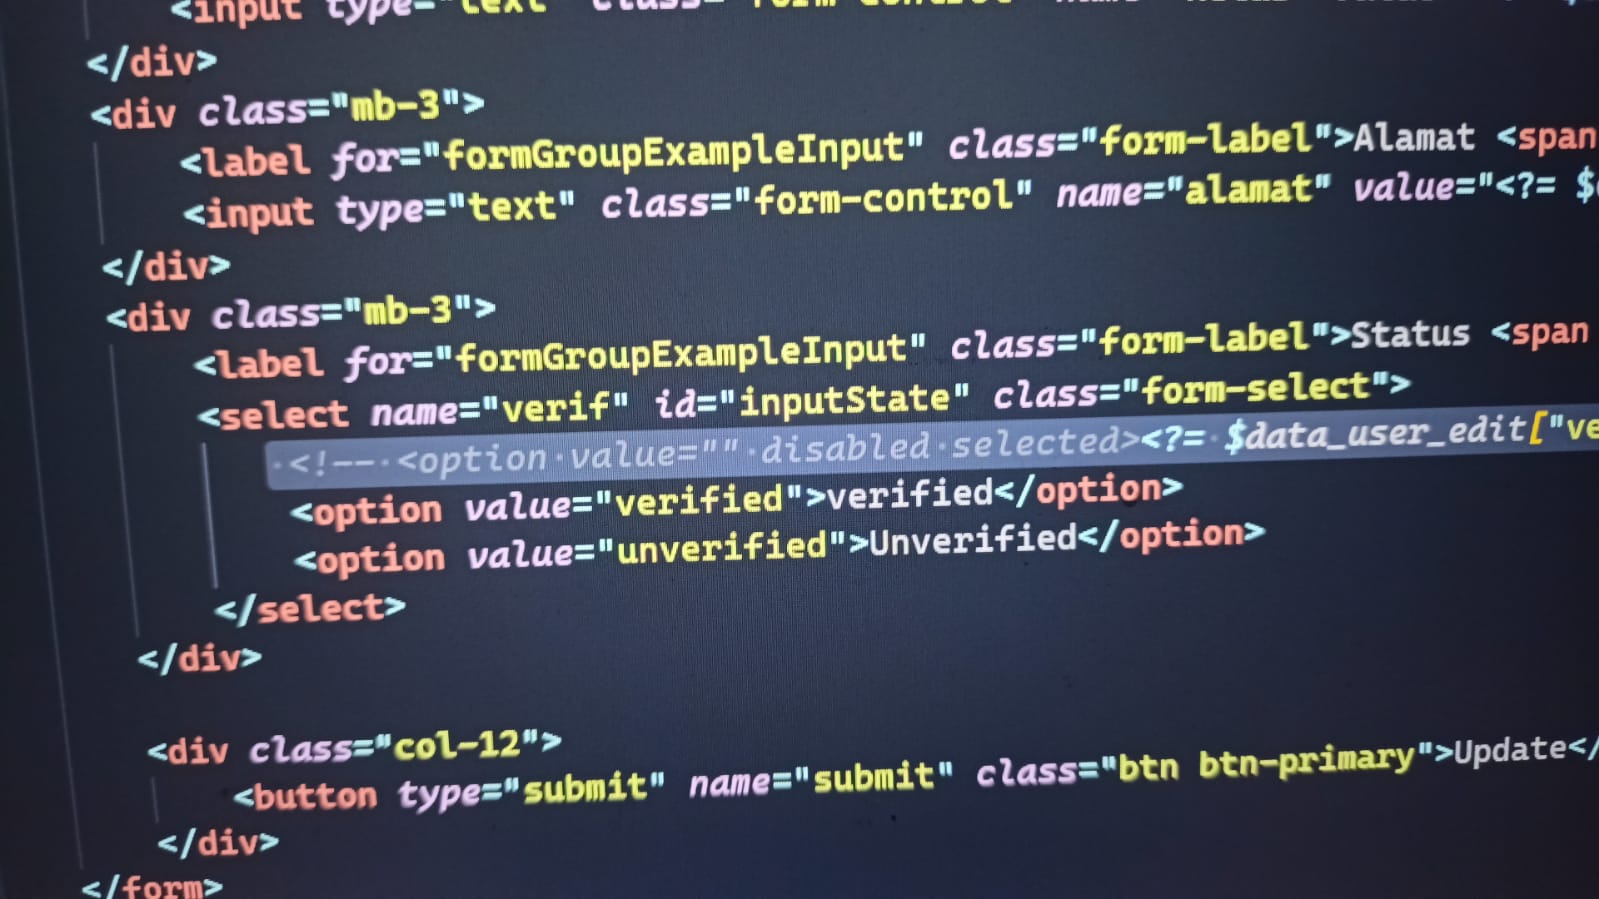 <input type="text" class="form-control"
</div>
<div class="mb-3">
<label for="formGroupExampleInput" class="form-label">Alamat <span
<input type="text" class="form-control" name="alamat" value="<?= $
</div>
<div class="mb-3">
<label for="formGroupExampleInput" class="form-label">Status <span
<select name="verif" id="inputState" class="form-select">
<!-- <option value="" disabled selected><?= $data_user_edit["ve
<option value="verified">verified</option>
<option value="unverified">Unverified</option>
</select>
</div>
<div class="col-12">
<button type="submit" name="submit" class="btn btn-primary">Update</
</div>
</form>